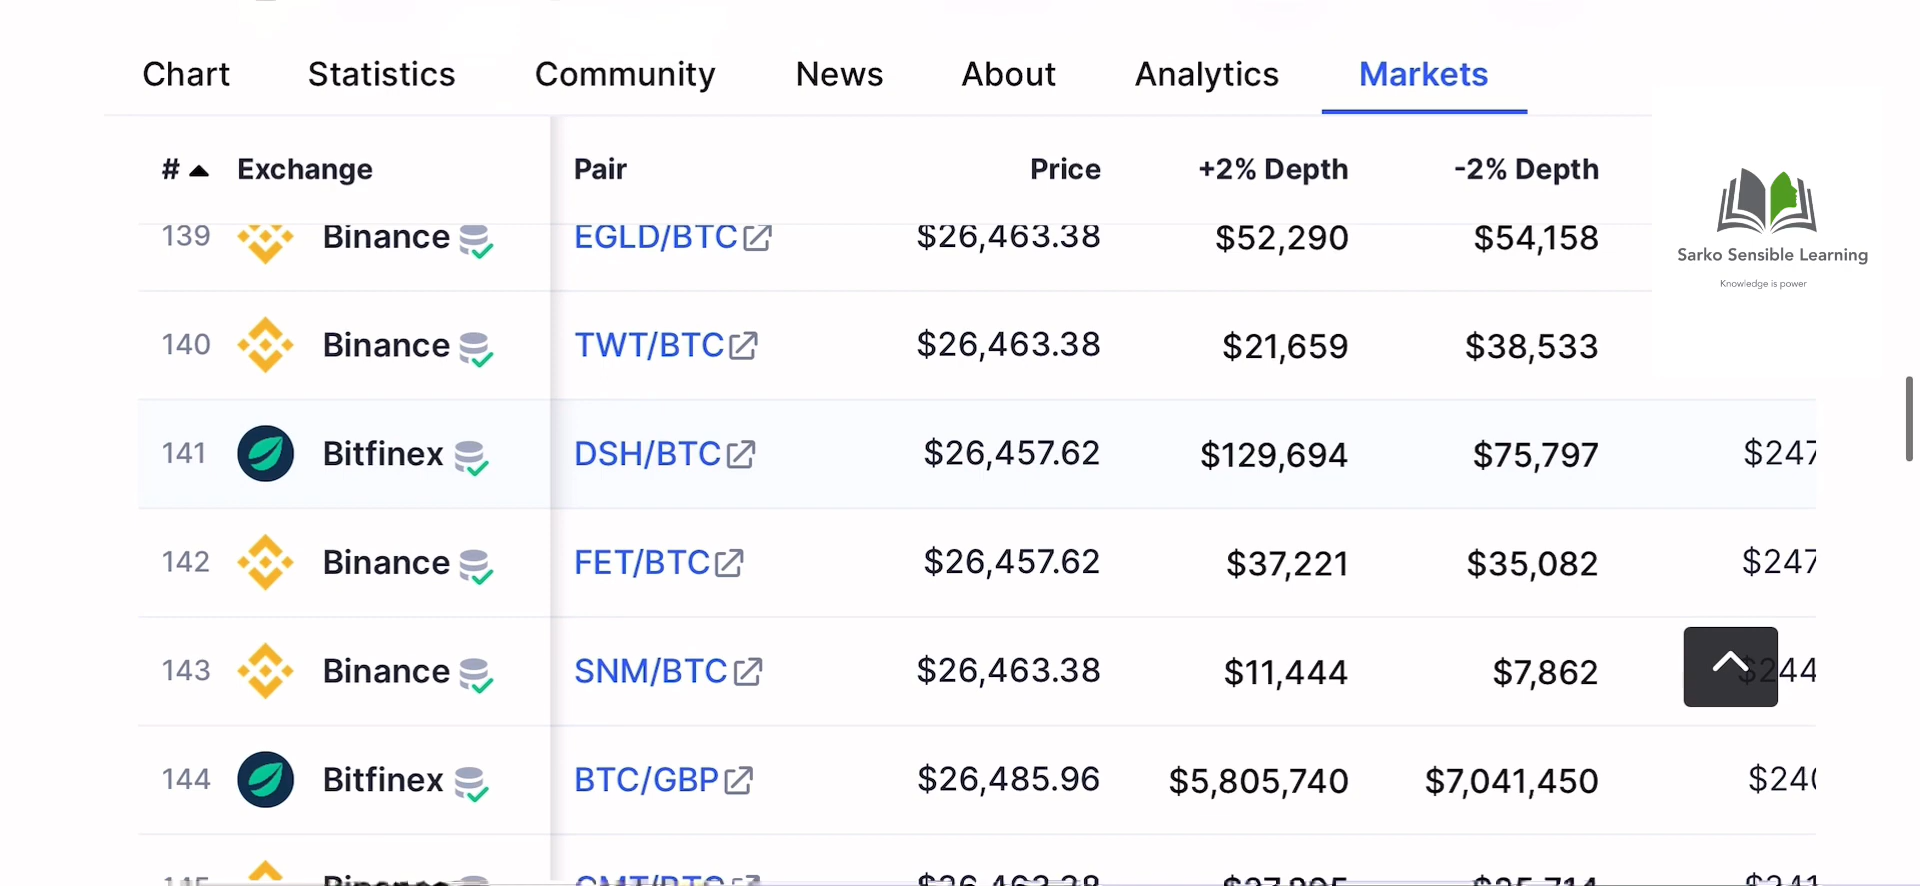 Chart Statistics Community News About Analytics Markets
# Exchange Pair Price +2% Depth -2% Depth
139 Binance EGLD/BTC $26,463.38 $52,290 $54,158
Sarko Sensible Learning
Knowledge is power
140 Binance TWT/BTC $26,463.38 $21,659 $38,533
141 Bitfinex DSH/BTC $26,457.62 $129,694 $75,797 $247
142 Binance FET/BTC $26,457.62 $37,221 $35,082 $247
143 Binance SNM/BTC $26,463.38 $11,444 $7,862 $244
144 Bitfinex BTC/GBP $26,485.96 $5,805,740 $7,041,450 $240